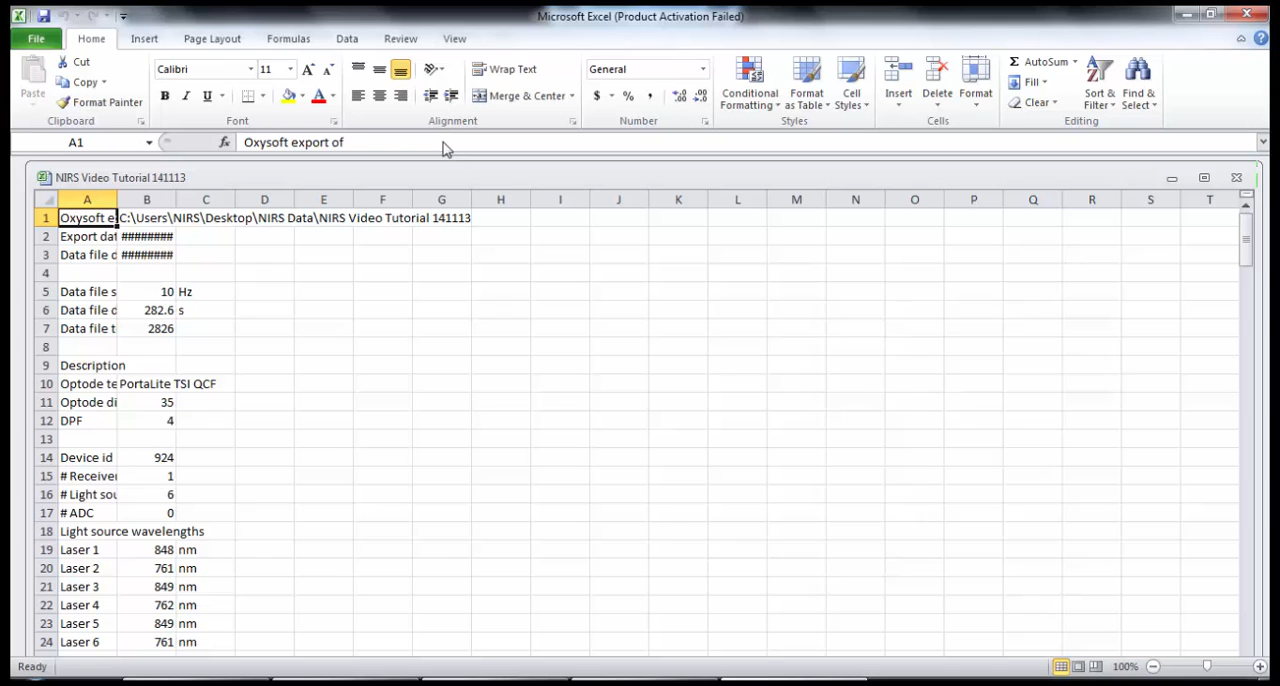 Microsoft Excel (Product Activation Failed)
File Home Insert Page Layout Formulas Data Review View
Paste Cut Copy Format Painter Clipboard
Calibri 11 A A B I U A Font
Wrap Text Merge & Center Alignment
General $ % , .0 .00 .00 .0 Number
Conditional Formatting Format as Table Cell Styles Styles
Insert Delete Format Cells
Σ AutoSum Fill Clear Sort & Filter Find & Select Editing
A1 fx Oxysoft export of
NIRS Video Tutorial 141113
A B C D E F G H I J K L M N O P Q R S T
1 Oxysoft e C:\Users\NIRS\Desktop\NIRS Data\NIRS Video Tutorial 141113
2 Export dat ########
3 Data file d ########
4
5 Data file s 10 Hz
6 Data file d 282.6 s
7 Data file t 2826
8
9 Description
10 Optode te PortaLite TSI QCF
11 Optode di 35
12 DPF 4
13
14 Device id 924
15 # Receiver 1
16 # Light sou 6
17 # ADC 0
18 Light source wavelengths
19 Laser 1 848 nm
20 Laser 2 761 nm
21 Laser 3 849 nm
22 Laser 4 762 nm
23 Laser 5 849 nm
24 Laser 6 761 nm
Ready 100%